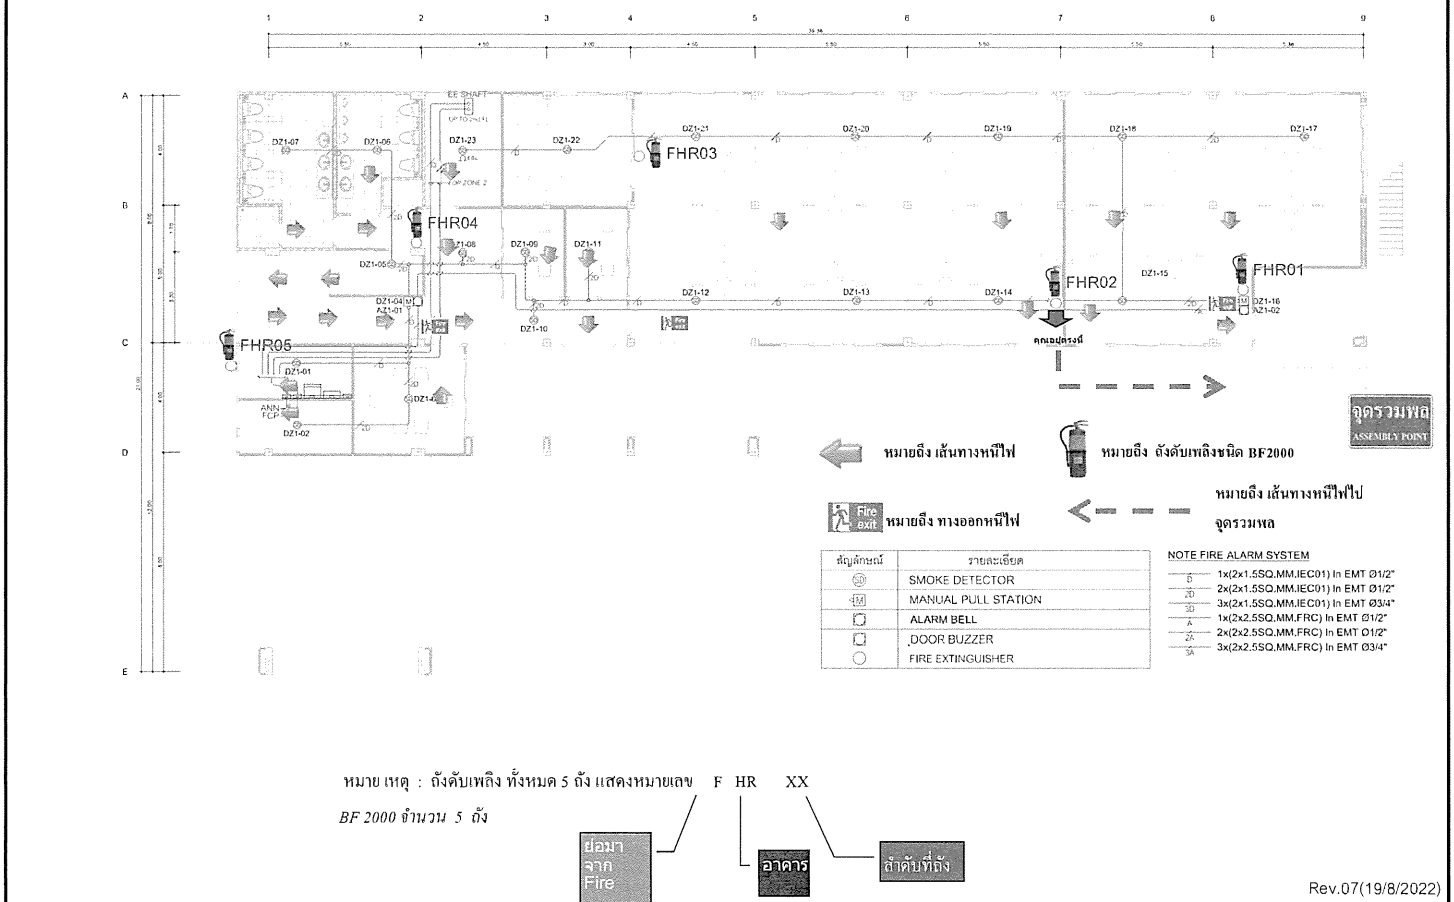 1 2 3 4 5 6 7 8 9
A
EE SHAFT
DZ1-07 DZ1-06 DZ1-23 DZ1-22 DZ1-21 DZ1-20 DZ1-19 DZ1-18 DZ1-17
FHR03
B
FHR04
DZ1-09 DZ1-11
DZ1-05
FHR01
DZ1-15
FHR02
DZ1-12 DZ1-13 DZ1-14
DZ1-04
AZ1-01
DZ1-16
AZ1-02
DZ1-10
C
คุณอยู่ตรงนี้
FHR05
DZ1-01
ANN
FCP
DZ1-02
จุดรวมพล
ASSEMBLY POINT
D
หมายถึง เส้นทางหนีไฟ
หมายถึง ถังดับเพลิงชนิด BF2000
Fire
exit
หมายถึง ทางออกหนีไฟ
หมายถึง เส้นทางหนีไฟไป
จุดรวมพล
สัญลักษณ์ รายละเอียด
SD SMOKE DETECTOR
M MANUAL PULL STATION
ALARM BELL
DOOR BUZZER
FIRE EXTINGUISHER
NOTE FIRE ALARM SYSTEM
D 1x(2x1.5SQ.MM.IEC01) In EMT Ø1/2"
2D 2x(2x1.5SQ.MM.IEC01) In EMT Ø1/2"
3D 3x(2x1.5SQ.MM.IEC01) In EMT Ø3/4"
A 1x(2x2.5SQ.MM.FRC) In EMT Ø1/2"
2A 2x(2x2.5SQ.MM.FRC) In EMT Ø1/2"
3A 3x(2x2.5SQ.MM.FRC) In EMT Ø3/4"
E
หมาย เหตุ : ถังดับเพลิง ทั้งหมด 5 ถัง แสดงหมายเลข F HR XX
BF 2000 จำนวน 5 ถัง
ย่อมา
จาก
Fire
อาคาร
ลำดับที่ถัง
Rev.07(19/8/2022)